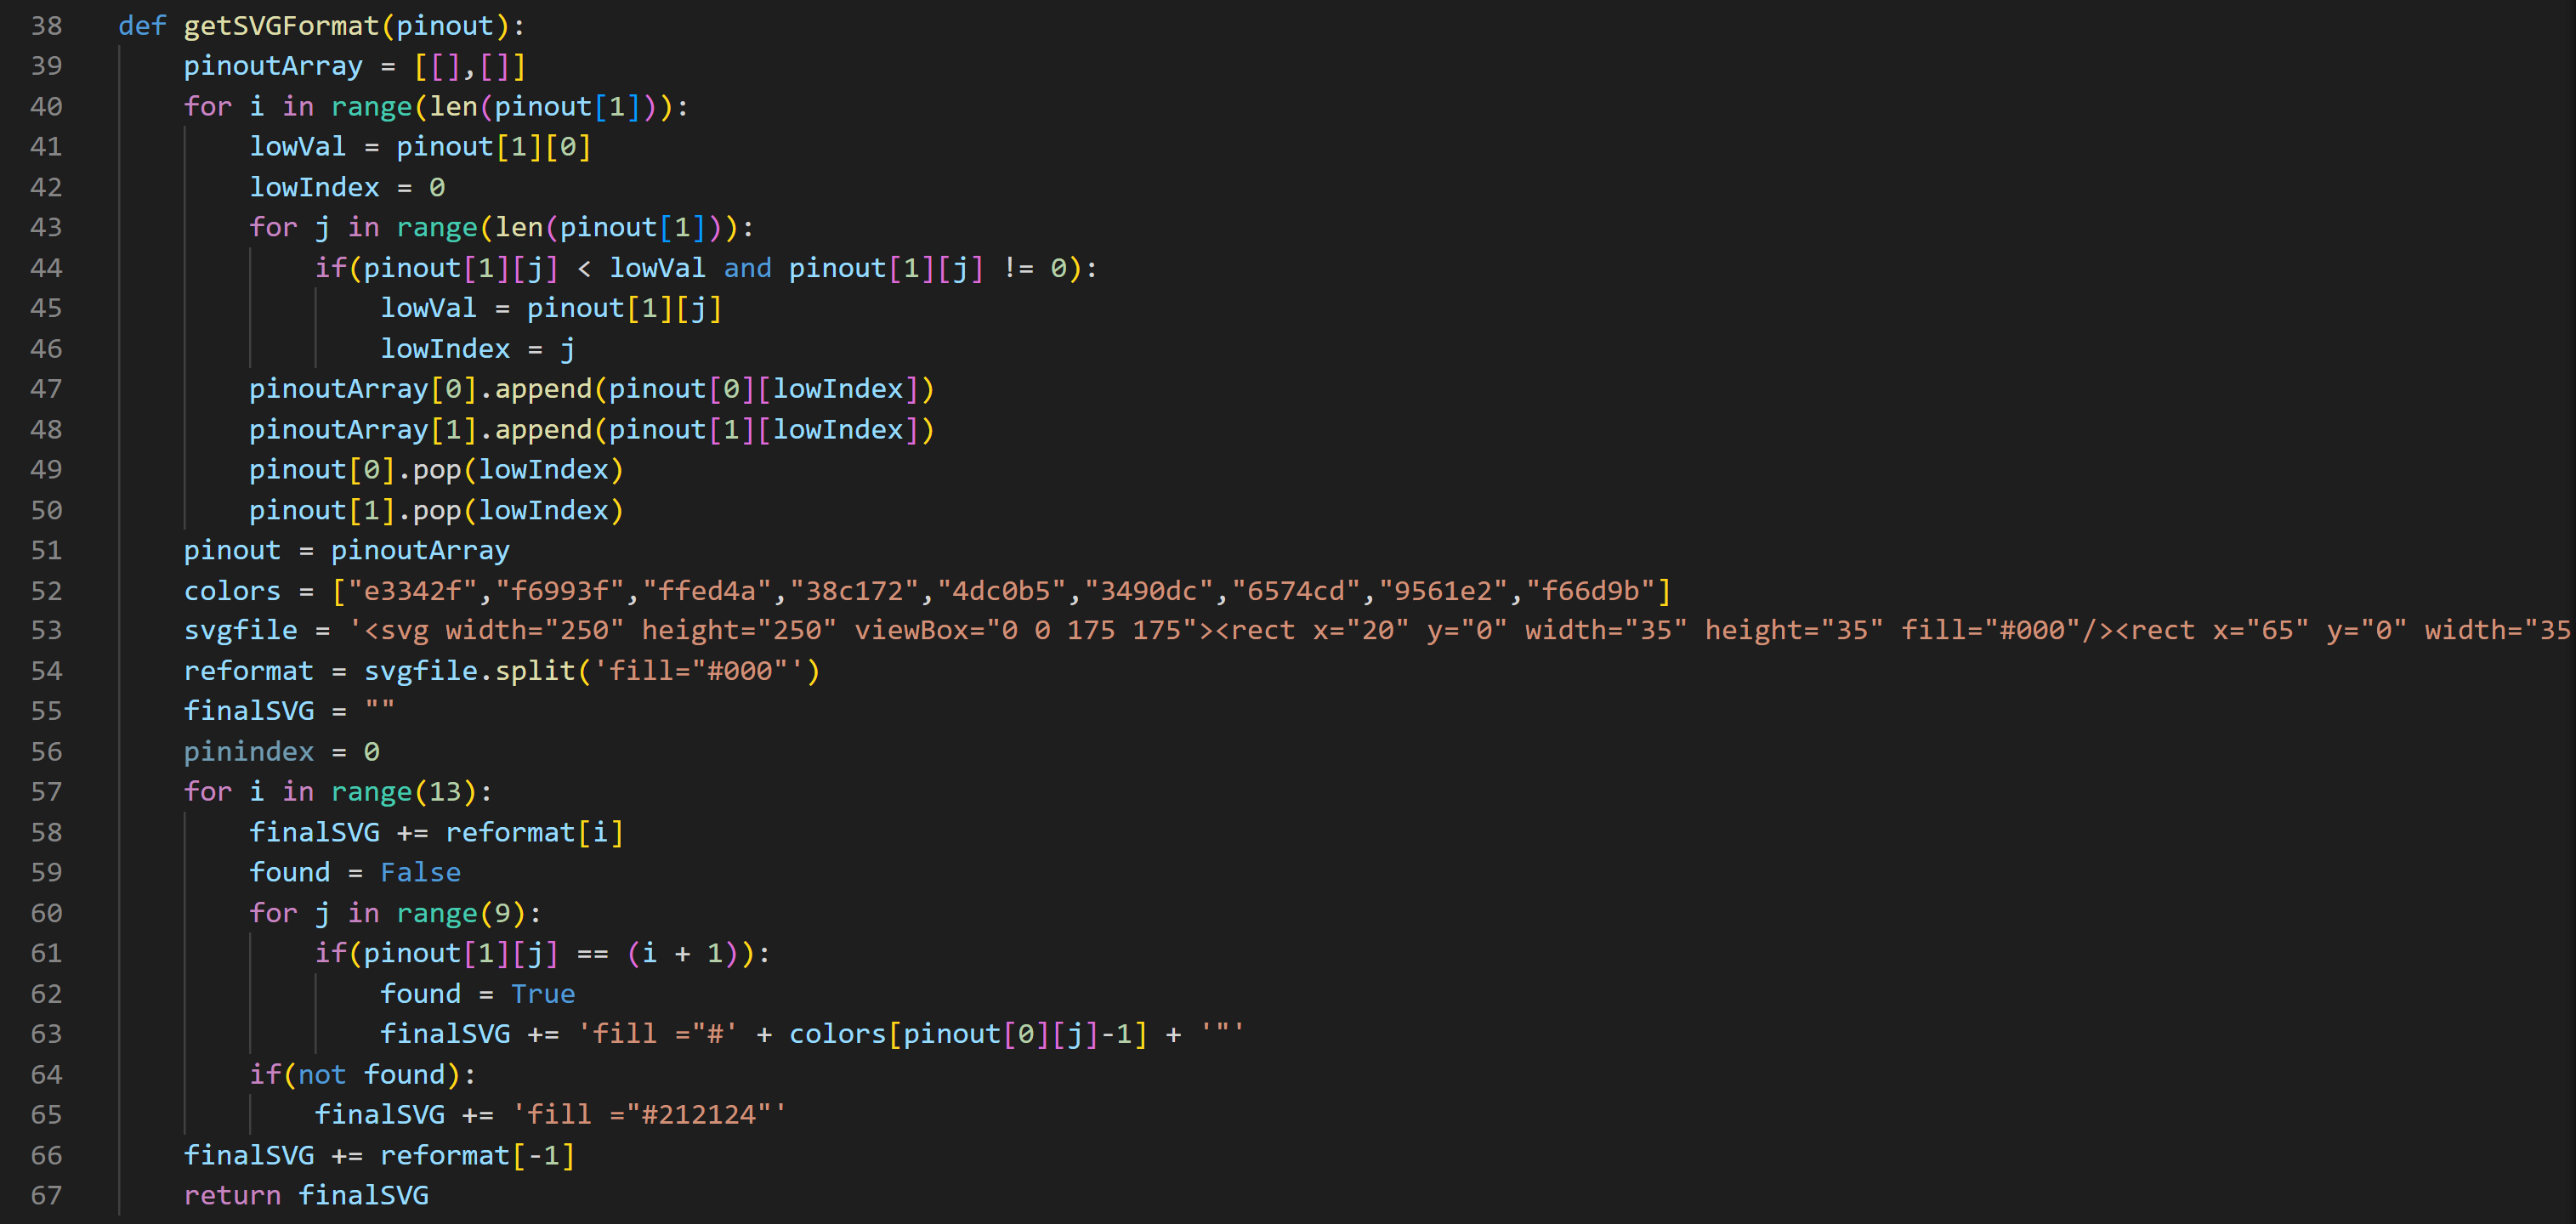 38 def getSVGFormat(pinout):
39 pinoutArray = [[],[]]
40 for i in range(len(pinout[1])):
41 lowVal = pinout[1][0]
42 lowIndex = 0
43 for j in range(len(pinout[1])):
44 if(pinout[1][j] < lowVal and pinout[1][j] != 0):
45 lowVal = pinout[1][j]
46 lowIndex = j
47 pinoutArray[0].append(pinout[0][lowIndex])
48 pinoutArray[1].append(pinout[1][lowIndex])
49 pinout[0].pop(lowIndex)
50 pinout[1].pop(lowIndex)
51 pinout = pinoutArray
52 colors = ["e3342f","f6993f","ffed4a","38c172","4dc0b5","3490dc","6574cd","9561e2","f66d9b"]
53 svgfile = '<svg width="250" height="250" viewBox="0 0 175 175"><rect x="20" y="0" width="35" height="35" fill="#000"/><rect x="65" y="0" width="35
54 reformat = svgfile.split('fill="#000"')
55 finalSVG = ""
56 pinindex = 0
57 for i in range(13):
58 finalSVG += reformat[i]
59 found = False
60 for j in range(9):
61 if(pinout[1][j] == (i + 1)):
62 found = True
63 finalSVG += 'fill ="#' + colors[pinout[0][j]-1] + '"'
64 if(not found):
65 finalSVG += 'fill ="#212124"'
66 finalSVG += reformat[-1]
67 return finalSVG